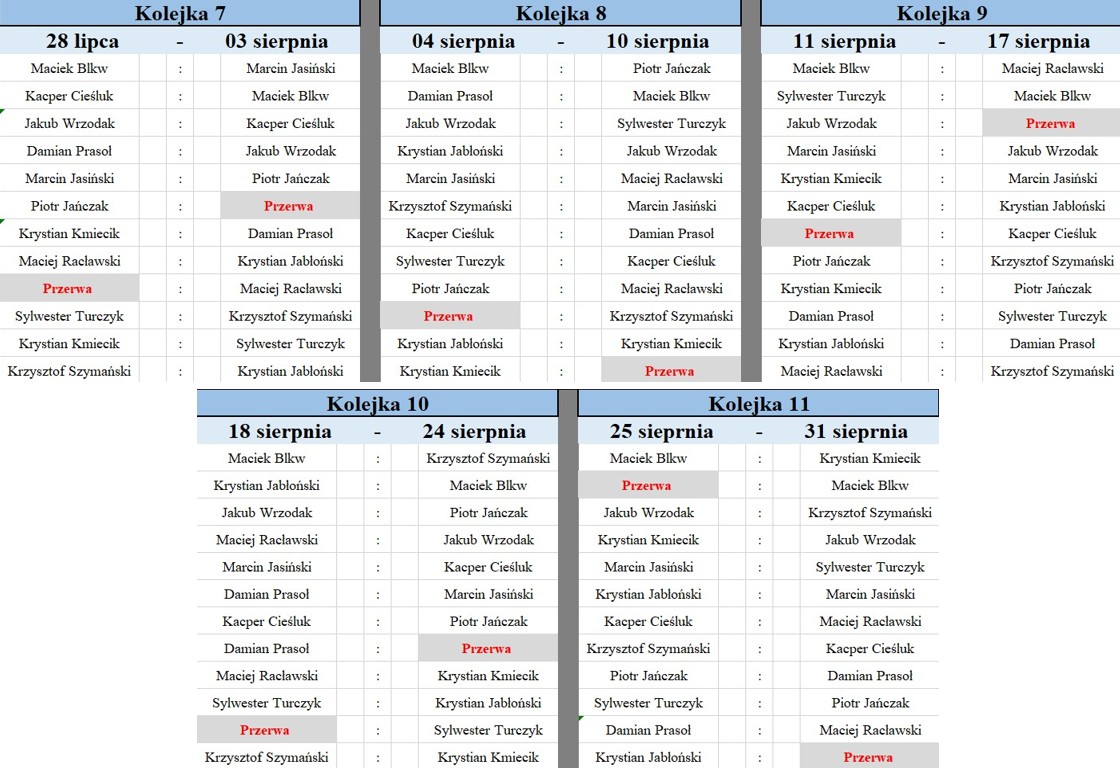 Kolejka 7
28 lipca - 03 sierpnia
Maciek Blkw : Marcin Jasiński
Kacper Cieśluk : Maciek Blkw
Jakub Wrzodak : Kacper Cieśluk
Damian Prasoł : Jakub Wrzodak
Marcin Jasiński : Piotr Jańczak
Piotr Jańczak : Przerwa
Krystian Kmiecik : Damian Prasoł
Maciej Racławski : Krystian Jabłoński
Przerwa : Maciej Racławski
Sylwester Turczyk : Krzysztof Szymański
Krystian Kmiecik : Sylwester Turczyk
Krzysztof Szymański : Krystian Jabłoński
Kolejka 8
04 sierpnia - 10 sierpnia
Maciek Blkw : Piotr Jańczak
Damian Prasoł : Maciek Blkw
Jakub Wrzodak : Sylwester Turczyk
Krystian Jabłoński : Jakub Wrzodak
Marcin Jasiński : Maciej Racławski
Krzysztof Szymański : Marcin Jasiński
Kacper Cieśluk : Damian Prasoł
Sylwester Turczyk : Kacper Cieśluk
Piotr Jańczak : Maciej Racławski
Przerwa : Krzysztof Szymański
Krystian Jabłoński : Krystian Kmiecik
Krystian Kmiecik : Przerwa
Kolejka 9
11 sierpnia - 17 sierpnia
Maciek Blkw : Maciej Racławski
Sylwester Turczyk : Maciek Blkw
Jakub Wrzodak : Przerwa
Marcin Jasiński : Jakub Wrzodak
Krystian Kmiecik : Marcin Jasiński
Kacper Cieśluk : Krystian Jabłoński
Przerwa : Kacper Cieśluk
Piotr Jańczak : Krzysztof Szymański
Krystian Kmiecik : Piotr Jańczak
Damian Prasoł : Sylwester Turczyk
Krystian Jabłoński : Damian Prasoł
Maciej Racławski : Krzysztof Szymański
Kolejka 10
18 sierpnia - 24 sierpnia
Maciek Blkw : Krzysztof Szymański
Krystian Jabłoński : Maciek Blkw
Jakub Wrzodak : Piotr Jańczak
Maciej Racławski : Jakub Wrzodak
Marcin Jasiński : Kacper Cieśluk
Damian Prasoł : Marcin Jasiński
Kacper Cieśluk : Piotr Jańczak
Damian Prasoł : Przerwa
Maciej Racławski : Krystian Kmiecik
Sylwester Turczyk : Krystian Jabłoński
Przerwa : Sylwester Turczyk
Krzysztof Szymański : Krystian Kmiecik
Kolejka 11
25 sieprnia - 31 sieprnia
Maciek Blkw : Krystian Kmiecik
Przerwa : Maciek Blkw
Jakub Wrzodak : Krzysztof Szymański
Krystian Kmiecik : Jakub Wrzodak
Marcin Jasiński : Sylwester Turczyk
Krystian Jabłoński : Marcin Jasiński
Kacper Cieśluk : Maciej Racławski
Krzysztof Szymański : Kacper Cieśluk
Piotr Jańczak : Damian Prasoł
Sylwester Turczyk : Piotr Jańczak
Damian Prasoł : Maciej Racławski
Krystian Jabłoński : Przerwa